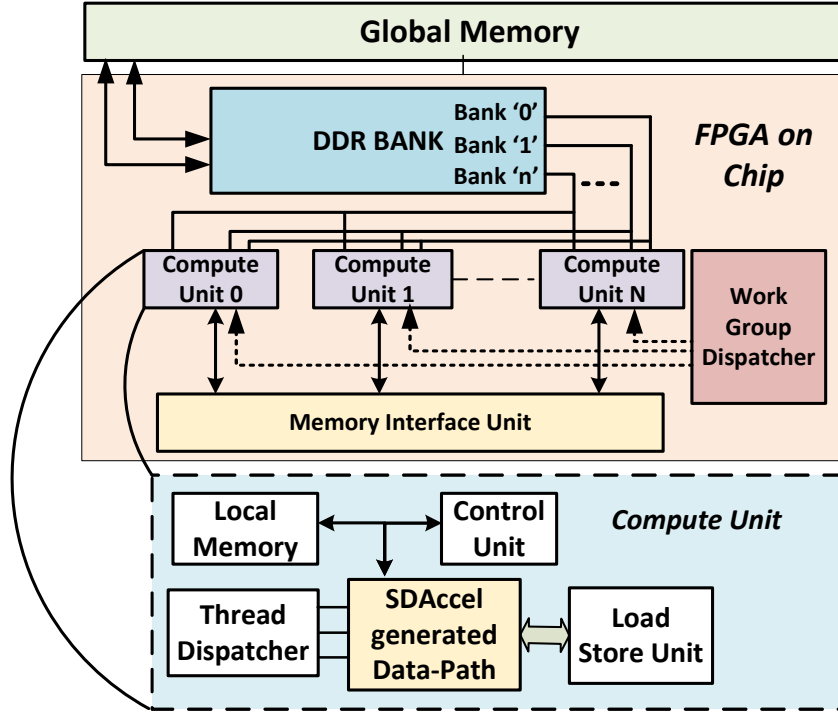 Global Memory
DDR BANK
Bank ‘0’
Bank ‘1’
Bank ‘n’
FPGA on
Chip
Compute
Unit 0
Compute
Unit 1
Compute
Unit N
Work
Group
Dispatcher
Memory Interface Unit
Local
Memory
Control
Unit
Compute Unit
Thread
Dispatcher
SDAccel
generated
Data-Path
Load
Store Unit